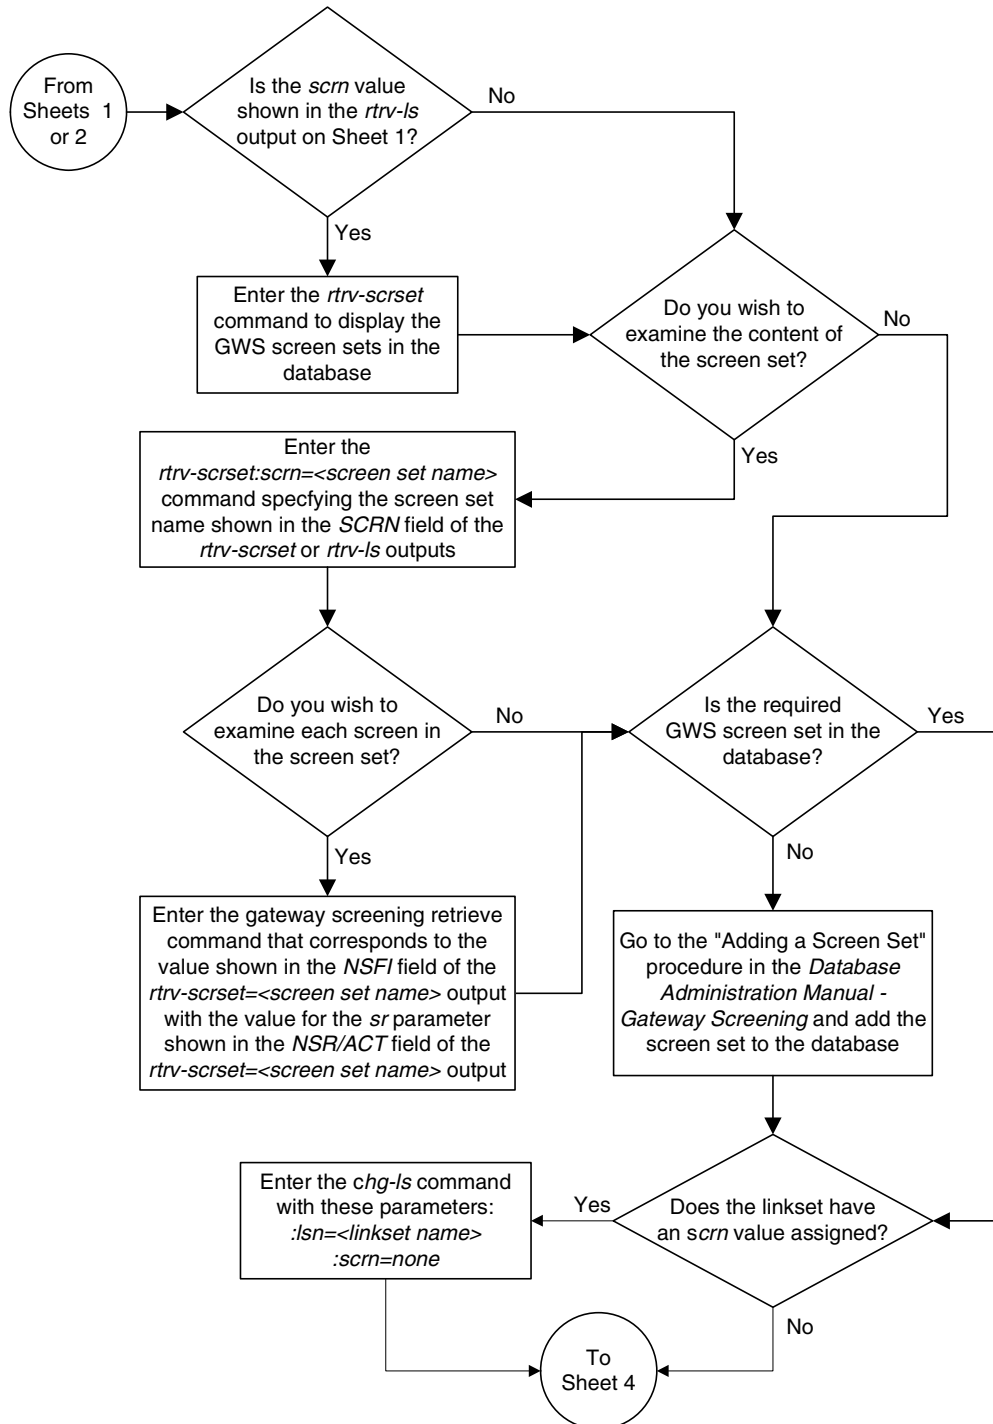 From
Sheets 1
or 2
Is the scrn value
shown in the rtrv-ls
output on Sheet 1?
No
Yes
Enter the rtrv-scrset
command to display the
GWS screen sets in the
database
Do you wish to
examine the content of
the screen set?
No
Yes
Enter the
rtrv-scrset:scrn=<screen set name>
command specfying the screen set
name shown in the SCRN field of the
rtrv-scrset or rtrv-ls outputs
Do you wish to
examine each screen in
the screen set?
No
Yes
Is the required
GWS screen set in the
database?
Yes
No
Enter the gateway screening retrieve
command that corresponds to the
value shown in the NSFI field of the
rtrv-scrset=<screen set name> output
with the value for the sr parameter
shown in the NSR/ACT field of the
rtrv-scrset=<screen set name> output
Go to the "Adding a Screen Set"
procedure in the Database
Administration Manual -
Gateway Screening and add the
screen set to the database
Enter the chg-ls command
with these parameters:
:lsn=<linkset name>
:scrn=none
Yes
Does the linkset have
an scrn value assigned?
No
To
Sheet 4